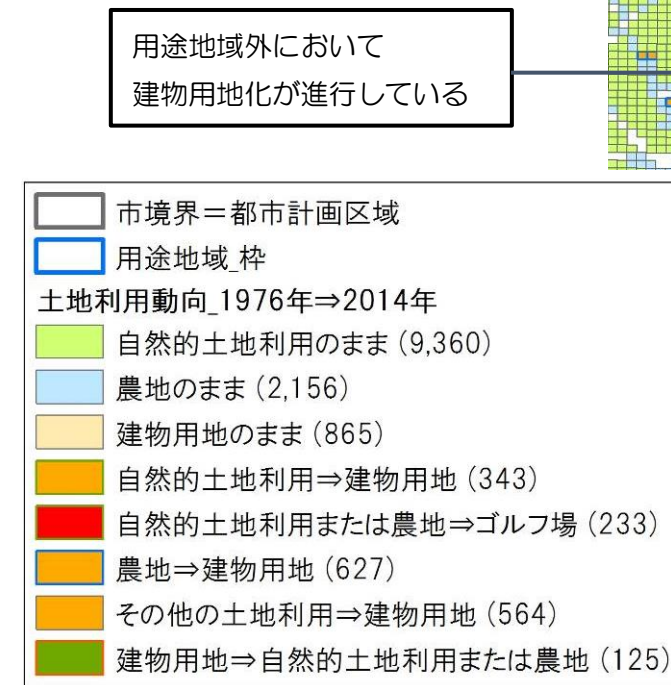 用途地域外において
建物用地化が進行している
市境界＝都市計画区域
用途地域_枠
土地利用動向_1976年⇒2014年
自然的土地利用のまま（9,360）
農地のまま（2,156）
建物用地のまま（865）
自然的土地利用⇒建物用地（343）
自然的土地利用または農地⇒ゴルフ場（233）
農地⇒建物用地（627）
その他の土地利用⇒建物用地（564）
建物用地⇒自然的土地利用または農地（125）